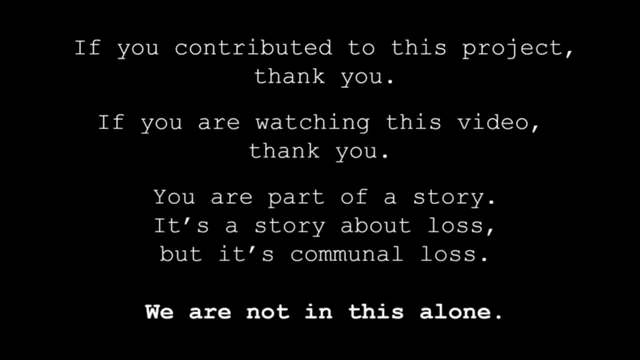 If you contributed to this project,
thank you.
If you are watching this video,
thank you.
You are part of a story.
It's a story about loss,
but it's communal loss.
We are not in this alone.